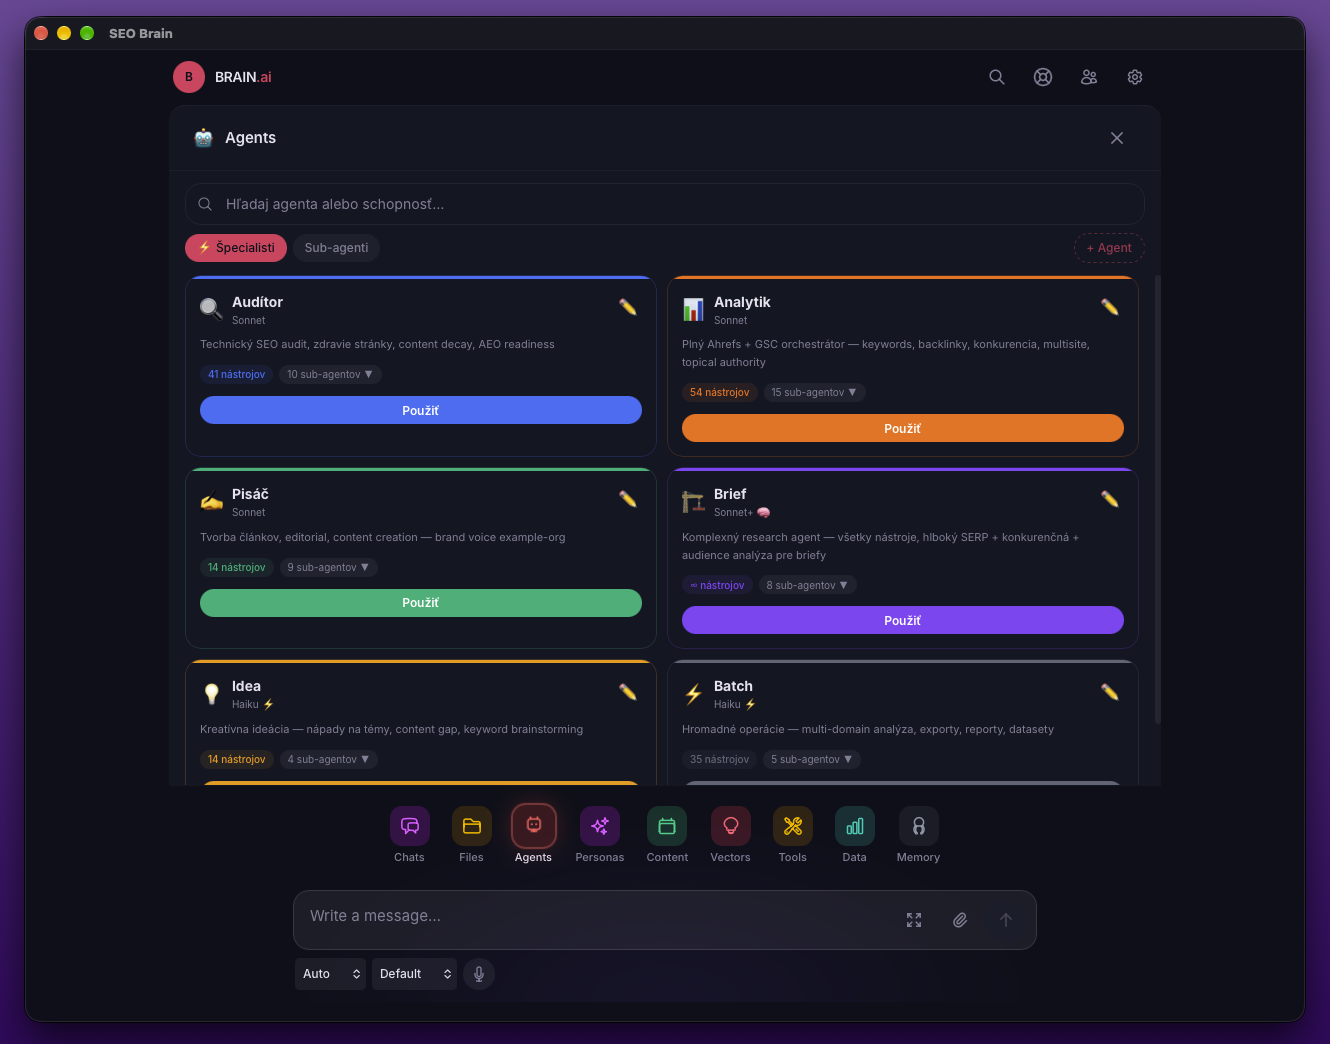 SEO Brain
B BRAIN.ai
Agents
Hľadaj agenta alebo schopnosť...
⚡ Špecialisti
Sub-agenti
+ Agent
Audítor
Sonnet
Technický SEO audit, zdravie stránky, content decay, AEO readiness
41 nástrojov
10 sub-agentov ▼
Použiť
Analytik
Sonnet
Plný Ahrefs + GSC orchestrátor — keywords, backlinky, konkurencia, multisite,
topical authority
54 nástrojov
15 sub-agentov ▼
Použiť
Pisáč
Sonnet
Tvorba článkov, editorial, content creation — brand voice example-org
14 nástrojov
9 sub-agentov ▼
Použiť
Brief
Sonnet+ 🧠
Komplexný research agent — všetky nástroje, hlboký SERP + konkurenčná +
audience analýza pre briefy
∞ nástrojov
8 sub-agentov ▼
Použiť
Idea
Haiku ⚡
Kreatívna ideácia — nápady na témy, content gap, keyword brainstorming
14 nástrojov
4 sub-agentov ▼
Batch
Haiku ⚡
Hromadné operácie — multi-domain analýza, exporty, reporty, datasety
35 nástrojov
5 sub-agentov ▼
Chats
Files
Agents
Personas
Content
Vectors
Tools
Data
Memory
Write a message...
Auto
Default